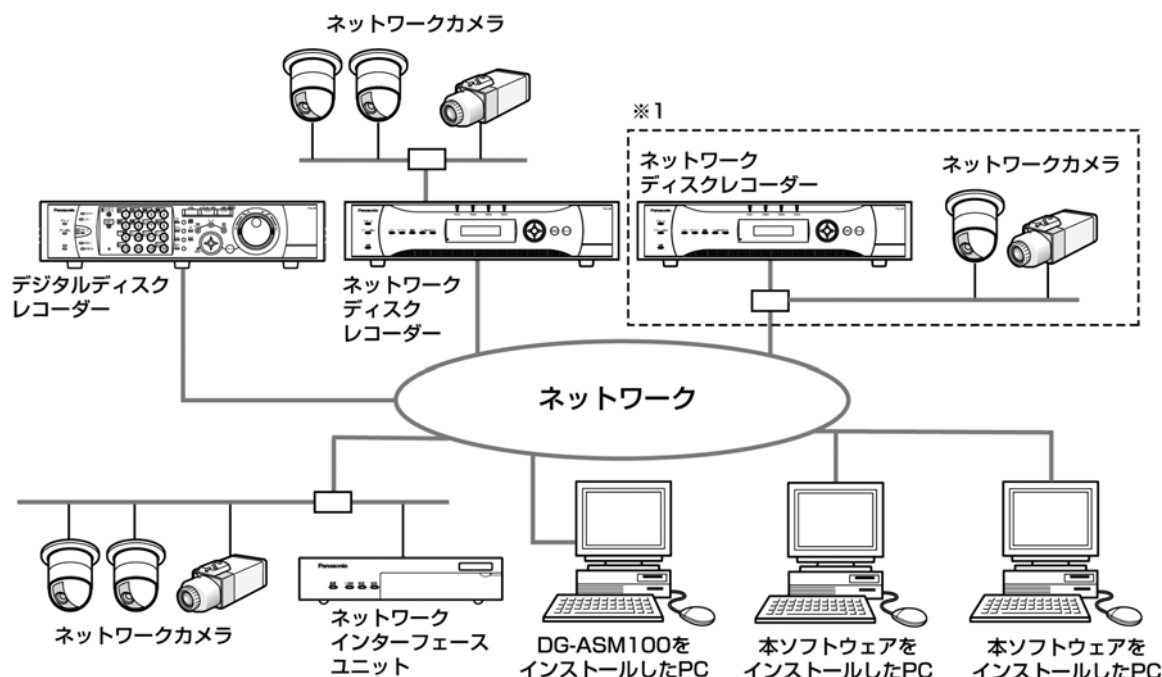 ネットワークカメラ
※1
ネットワーク
ディスクレコーダー
ネットワークカメラ
Panasonic
Panasonic
Panasonic
デジタルディスク
レコーダー
ネットワーク
ディスク
レコーダー
ネットワーク
Panasonic
ネットワークカメラ
ネットワーク
インターフェース
ユニット
DG-ASM100を
インストールしたPC
本ソフトウェアを
インストールしたPC
本ソフトウェアを
インストールしたPC